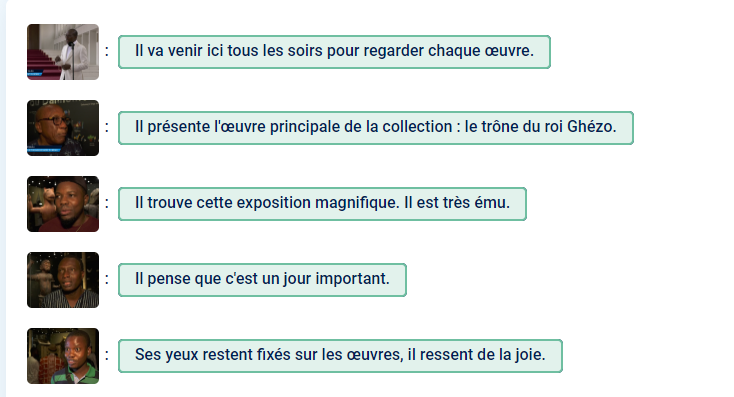 : Il va venir ici tous les soirs pour regarder chaque œuvre.
: Il présente l'œuvre principale de la collection : le trône du roi Ghézo.
: Il trouve cette exposition magnifique. Il est très ému.
: Il pense que c'est un jour important.
: Ses yeux restent fixés sur les œuvres, il ressent de la joie.